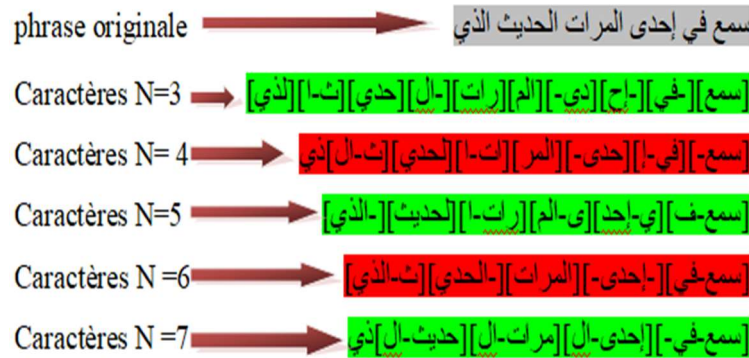 phrase originale سمع في إحدى المرات الحديث الذي
Caractères N=3 [سمع][-في][-إح][دى-][الم][رات][-ال][حدي][ث-ا][لذي]
Caractères N= 4 [سمع-][في-إ][حدى-][المر][ات-ا][لحدي][ث-ال]ذي
Caractères N=5 [سمع-ف][ي-إحد][ى-الم][رات-ا][لحديث][-الذي]
Caractères N =6 [سمع-في][-إحدى-][المرات][-الحدي][ث-الذي]
Caractères N =7 [سمع-في-][إحدى-ال][مرات-ال][حديث-ال]ذي